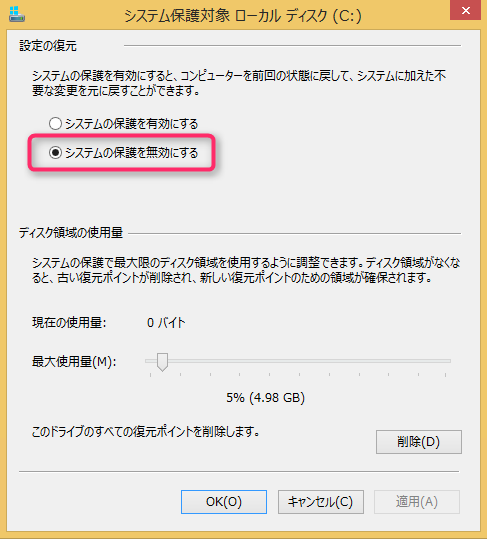 システム保護対象 ローカル ディスク (C:)
設定の復元
システムの保護を有効にすると、コンピューターを前回の状態に戻して、システムに加えた不
要な変更を元に戻すことができます。
システムの保護を有効にする
システムの保護を無効にする
ディスク領域の使用量
システムの保護で最大限のディスク領域を使用するように調整できます。ディスク領域がなくな
ると、古い復元ポイントが削除され、新しい復元ポイントのための領域が確保されます。
現在の使用量: 0 バイト
最大使用量(M):
5% (4.98 GB)
このドライブのすべての復元ポイントを削除します。
削除(D)
OK(O) キャンセル(C) 適用(A)